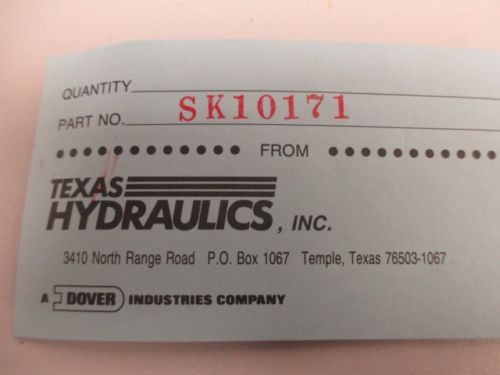 QUANTITY
PART NO. SK10171
FROM
TEXAS
HYDRAULICS, INC.
3410 North Range Road P.O. Box 1067 Temple, Texas 76503-1067
A DOVER INDUSTRIES COMPANY